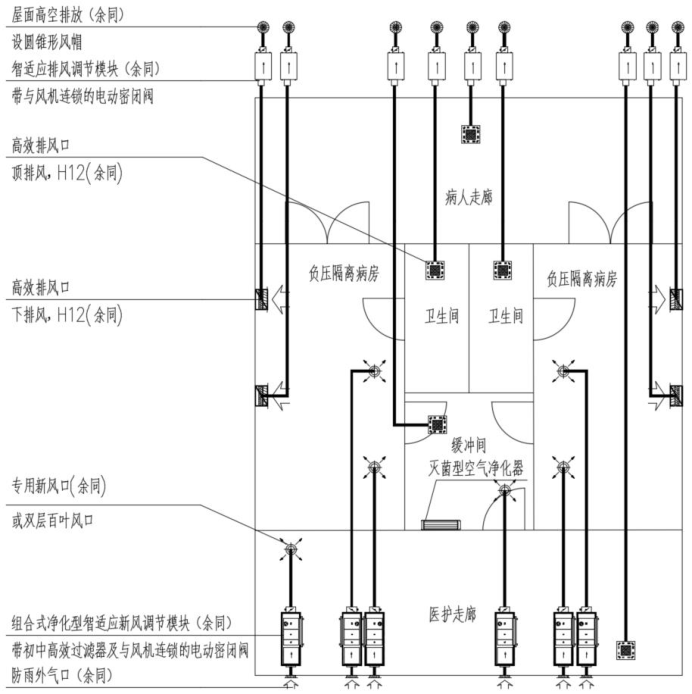 屋面高空排放(余同)
设圆锥形风帽
智适应排风调节模块(余同)
带与风机连锁的电动密闭阀
高效排风口
顶排风,H12(余同)
病人走廊
负压隔离病房
负压隔离病房
高效排风口
下排风,H12(余同)
卫生间
卫生间
缓冲间
灭菌型空气净化器
专用新风口(余同)
或双层百叶风口
医护走廊
组合式净化型智适应新风调节模块(余同)
带初中高效过滤器及与风机连锁的电动密闭阀
防雨外气口(余同)